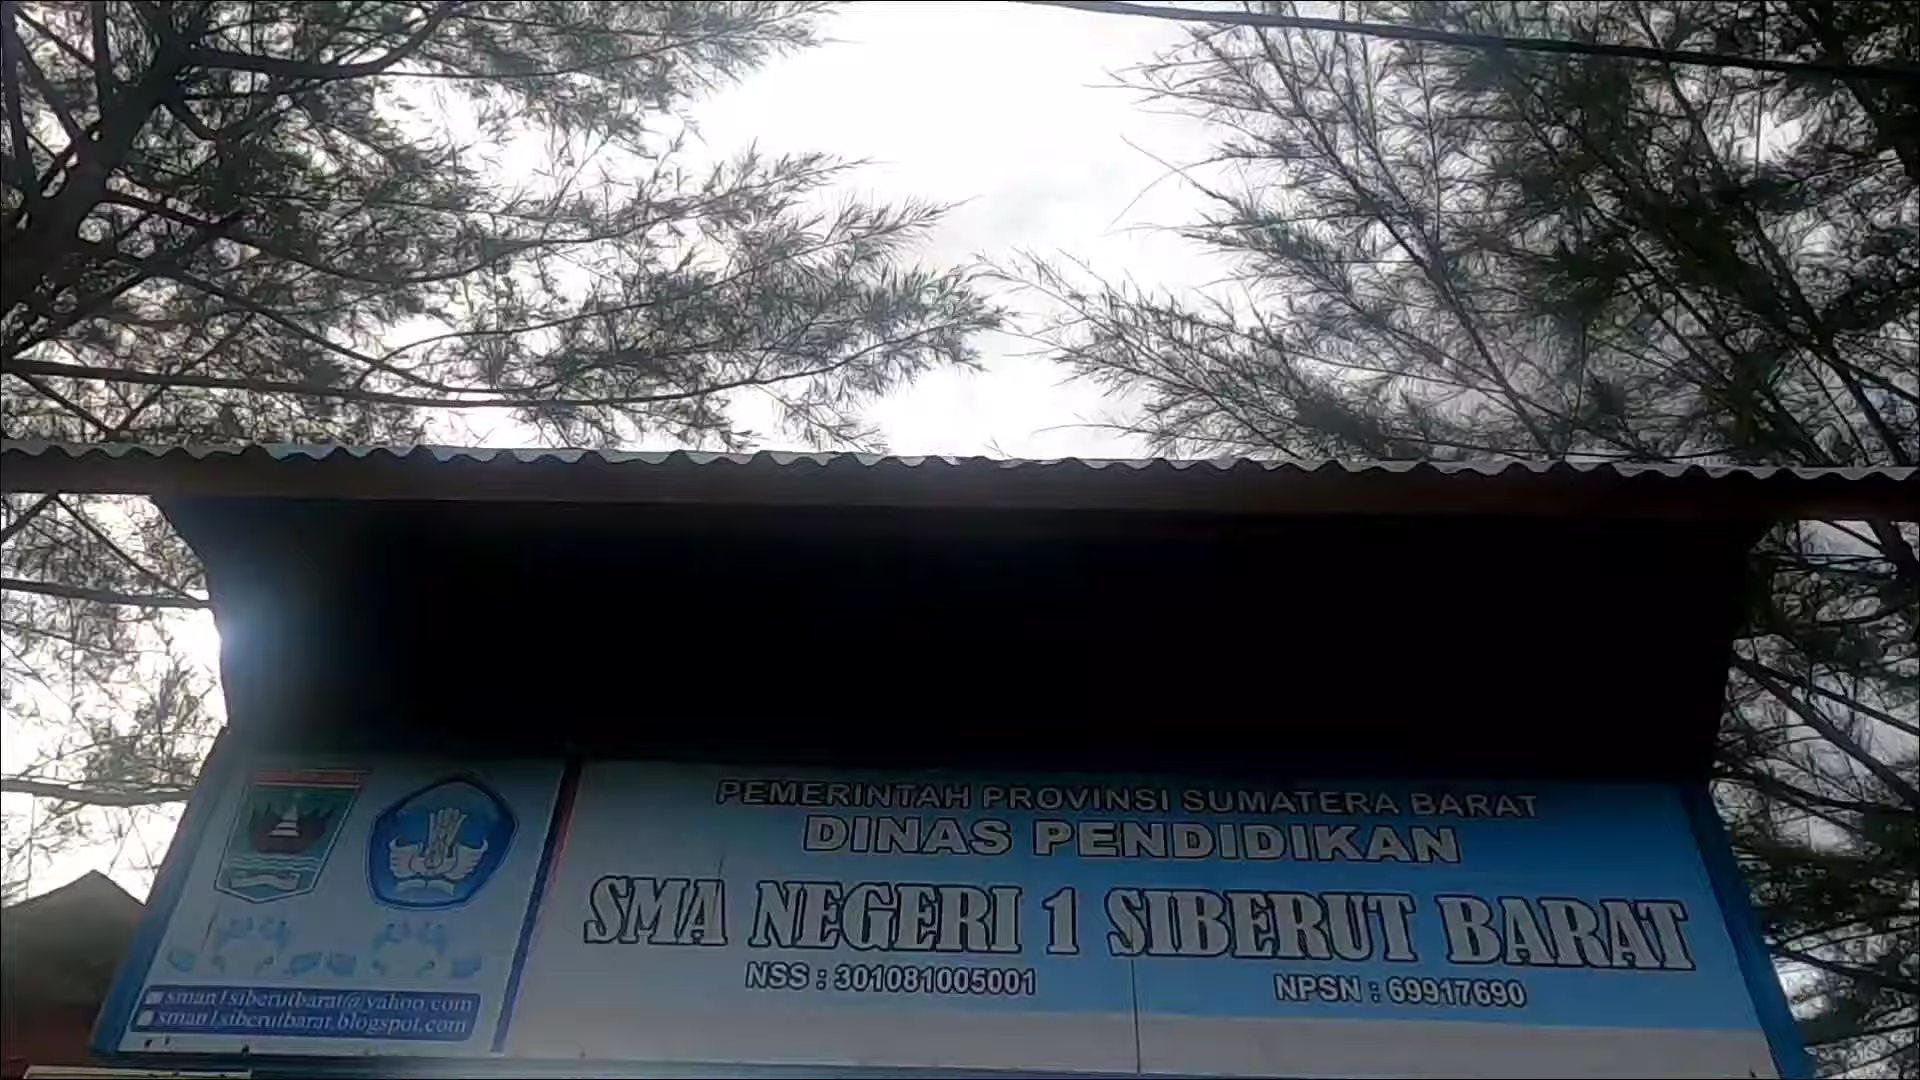 PEMERINTAH PROVINSI SUMATERA BARAT
DINAS PENDIDIKAN
SMA NEGERI 1 SIBERUT BARAT
NSS : 301081005001
NPSN : 69917690
sman1siberutbarat@yahoo.com
sman1siberutbarat.blogspot.com